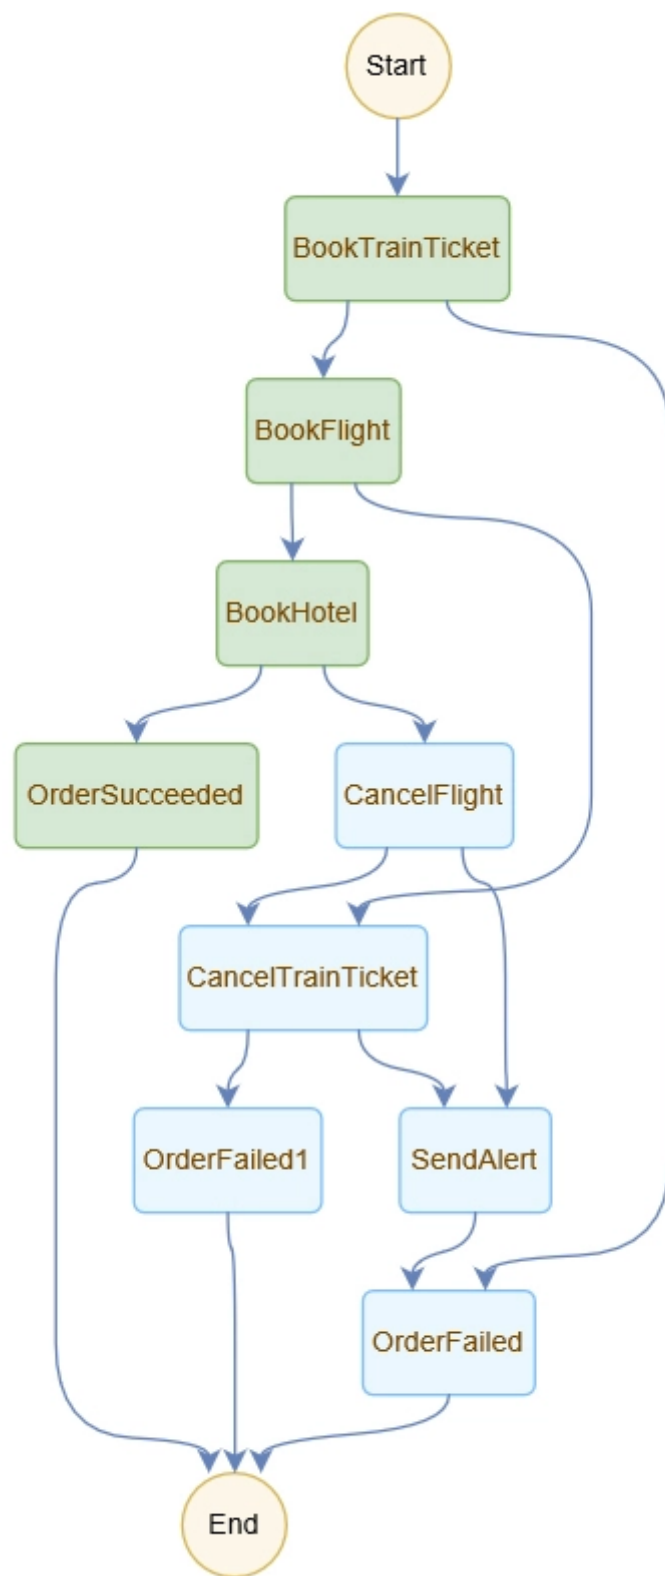 Start
BookTrainTicket
BookFlight
BookHotel
OrderSucceeded
CancelFlight
CancelTrainTicket
OrderFailed1
SendAlert
OrderFailed
End